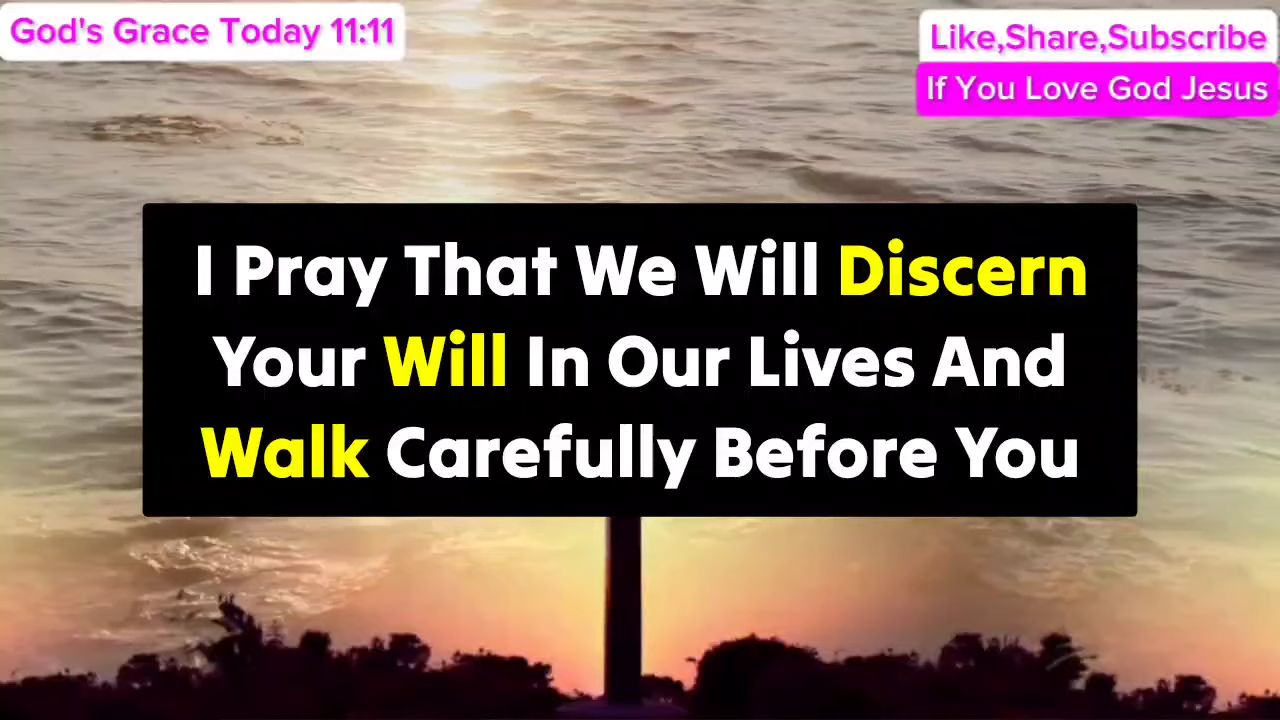 God's Grace Today 11:11
Like,Share,Subscribe
If You Love God Jesus
I Pray That We Will Discern
Your Will In Our Lives And
Walk Carefully Before You